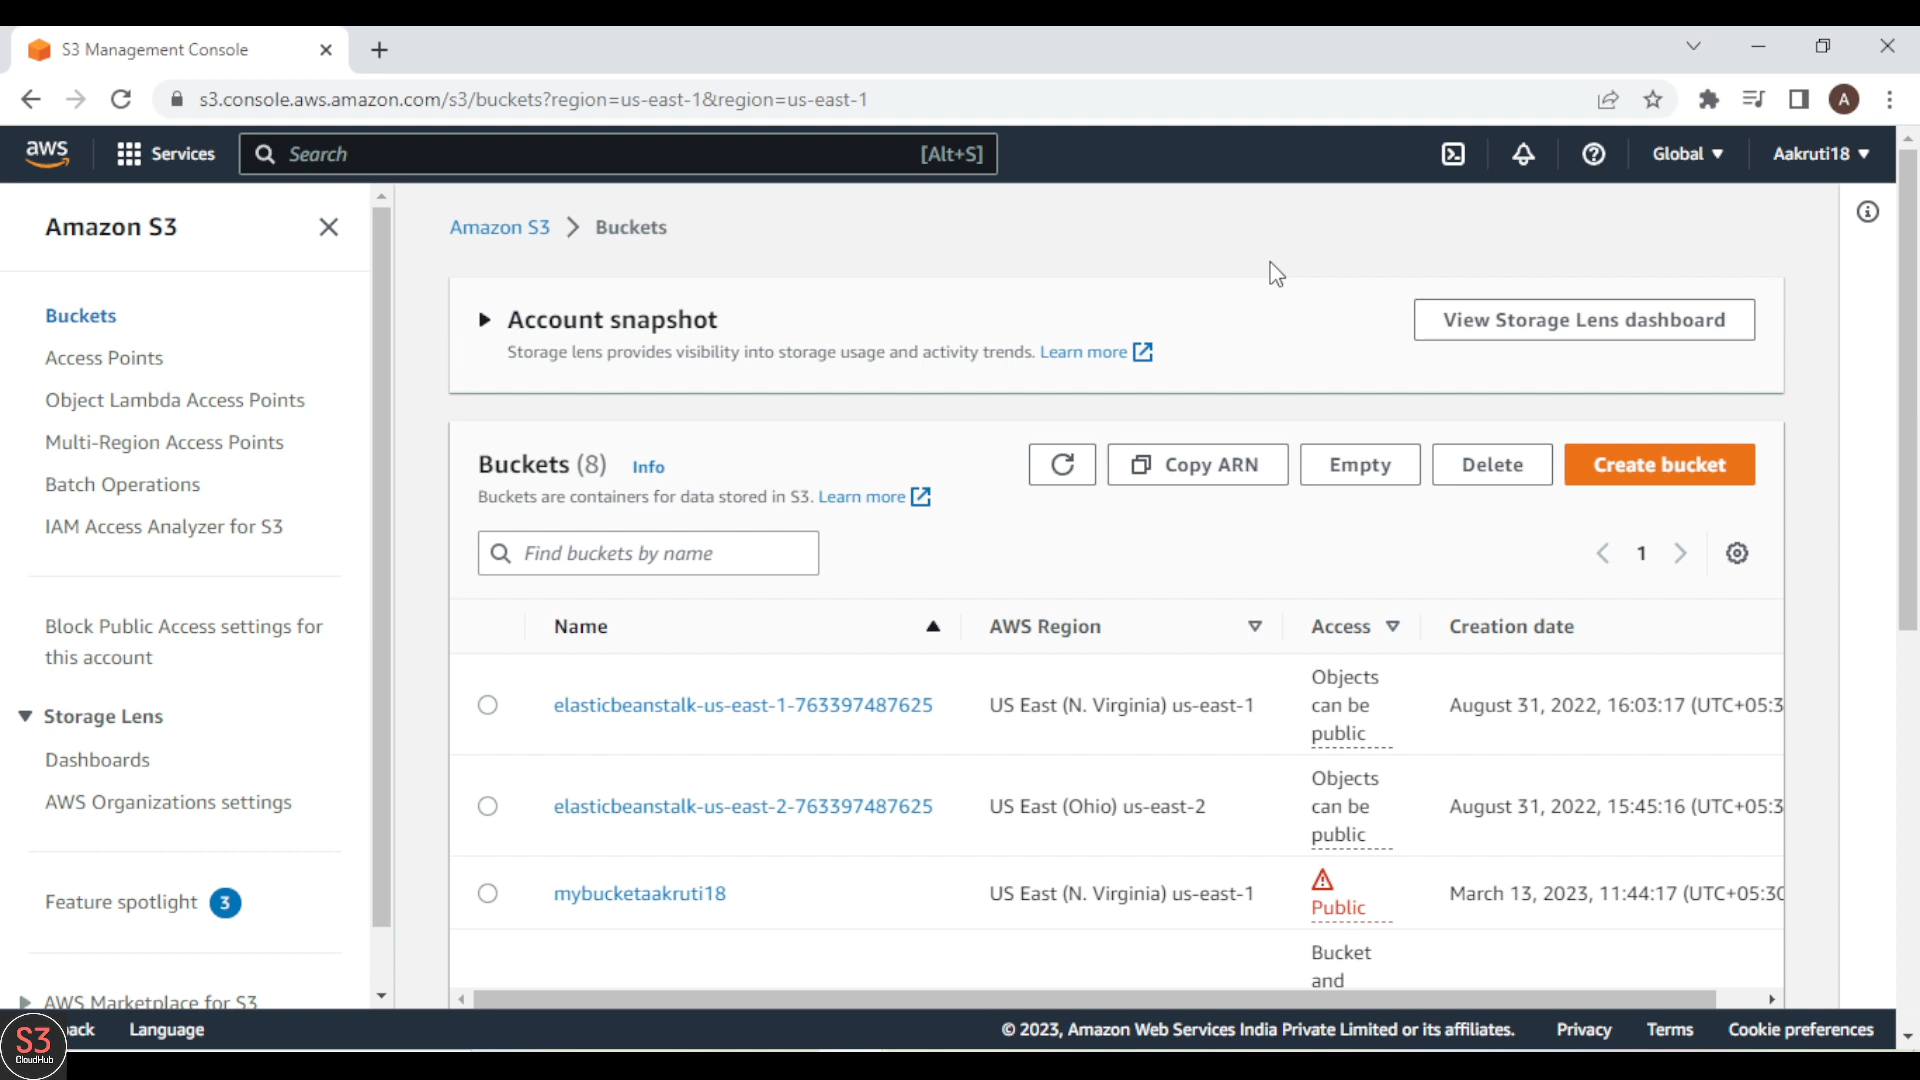 S3 Management Console
s3.console.aws.amazon.com/s3/buckets?region=us-east-1&region=us-east-1
A
aws
Services
Search
[Alt+S]
Global
Aakruti18
Amazon S3
Buckets
Access Points
Object Lambda Access Points
Multi-Region Access Points
Batch Operations
IAM Access Analyzer for S3
Block Public Access settings for
this account
Storage Lens
Dashboards
AWS Organizations settings
Feature spotlight 3
AWS Marketplace for S3
Amazon S3 > Buckets
Account snapshot
Storage lens provides visibility into storage usage and activity trends. Learn more
View Storage Lens dashboard
Buckets (8) Info
Buckets are containers for data stored in S3. Learn more
Copy ARN
Empty
Delete
Create bucket
Find buckets by name
1
Name
AWS Region
Access
Creation date
elasticbeanstalk-us-east-1-763397487625
US East (N. Virginia) us-east-1
Objects
can be
public
August 31, 2022, 16:03:17 (UTC+05:3
elasticbeanstalk-us-east-2-763397487625
US East (Ohio) us-east-2
Objects
can be
public
August 31, 2022, 15:45:16 (UTC+05:3
mybucketaakruti18
US East (N. Virginia) us-east-1
Public
March 13, 2023, 11:44:17 (UTC+05:30
Bucket
and
S3
CloudHub
ack
Language
© 2023, Amazon Web Services India Private Limited or its affiliates.
Privacy
Terms
Cookie preferences